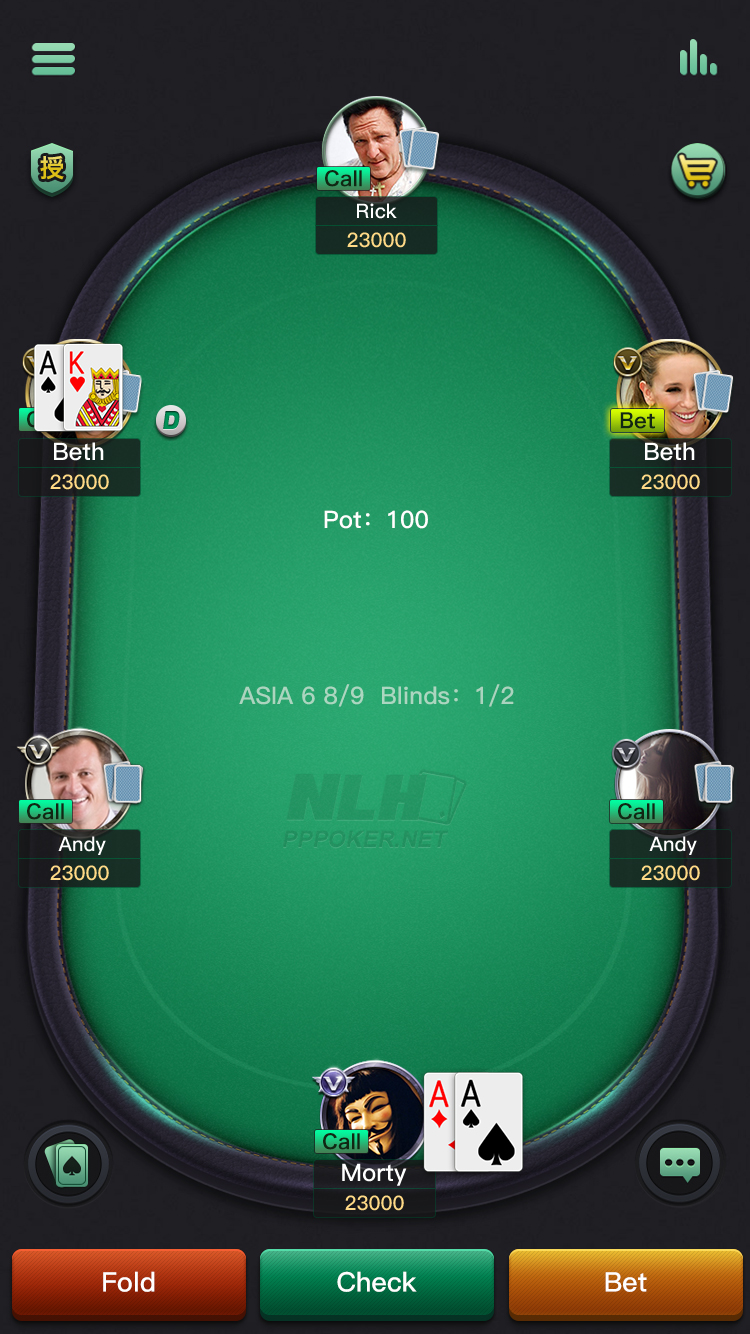 授
Call
Rick
23000
A K
Beth
23000
D
V
Bet
Beth
23000
Pot: 100
ASIA 6 8/9 Blinds: 1/2
NLH
PPPOKER.NET
V
Call
Andy
23000
V
Call
Andy
23000
V
Call
Morty
23000
A A
Fold
Check
Bet